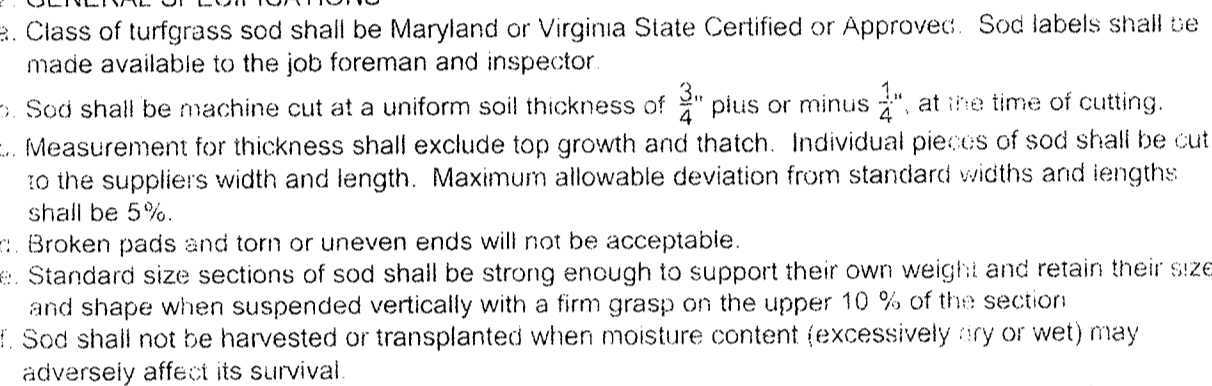 GENERAL SPECIFICATIONS
a. Class of turfgrass sod shall be Maryland or Virginia State Certified or Approved. Sod labels shall be
made available to the job foreman and inspector.
b. Sod shall be machine cut at a uniform soil thickness of 3/4" plus or minus 1/4", at the time of cutting.
c. Measurement for thickness shall exclude top growth and thatch. Individual pieces of sod shall be cut
to the suppliers width and length. Maximum allowable deviation from standard widths and lengths
shall be 5%.
d. Broken pads and torn or uneven ends will not be acceptable.
e. Standard size sections of sod shall be strong enough to support their own weight and retain their size
and shape when suspended vertically with a firm grasp on the upper 10 % of the section
f. Sod shall not be harvested or transplanted when moisture content (excessively dry or wet) may
adversely affect its survival.